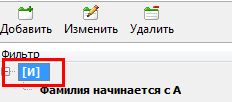 Добавить Изменить Удалить
Фильтр
[И]
Фамилия начинается с А